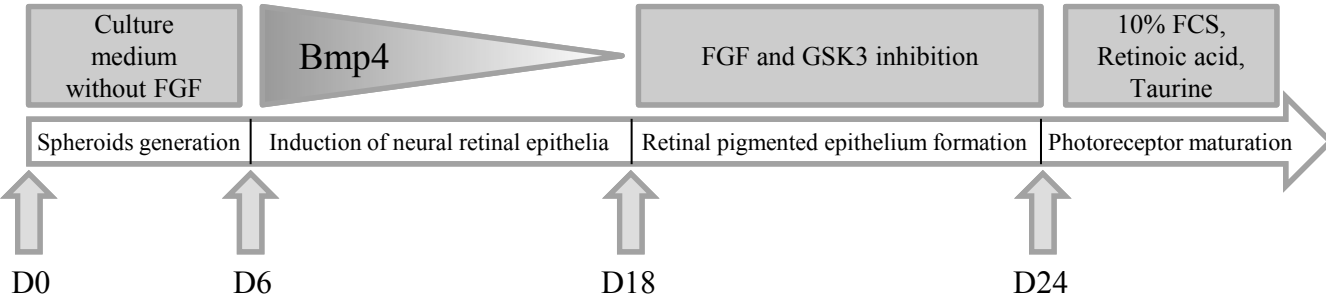 Culture
medium
without FGF
Bmp4
FGF and GSK3 inhibition
10% FCS,
Retinoic acid,
Taurine
Spheroids generation
Induction of neural retinal epithelia
Retinal pigmented epithelium formation
Photoreceptor maturation
D0
D6
D18
D24